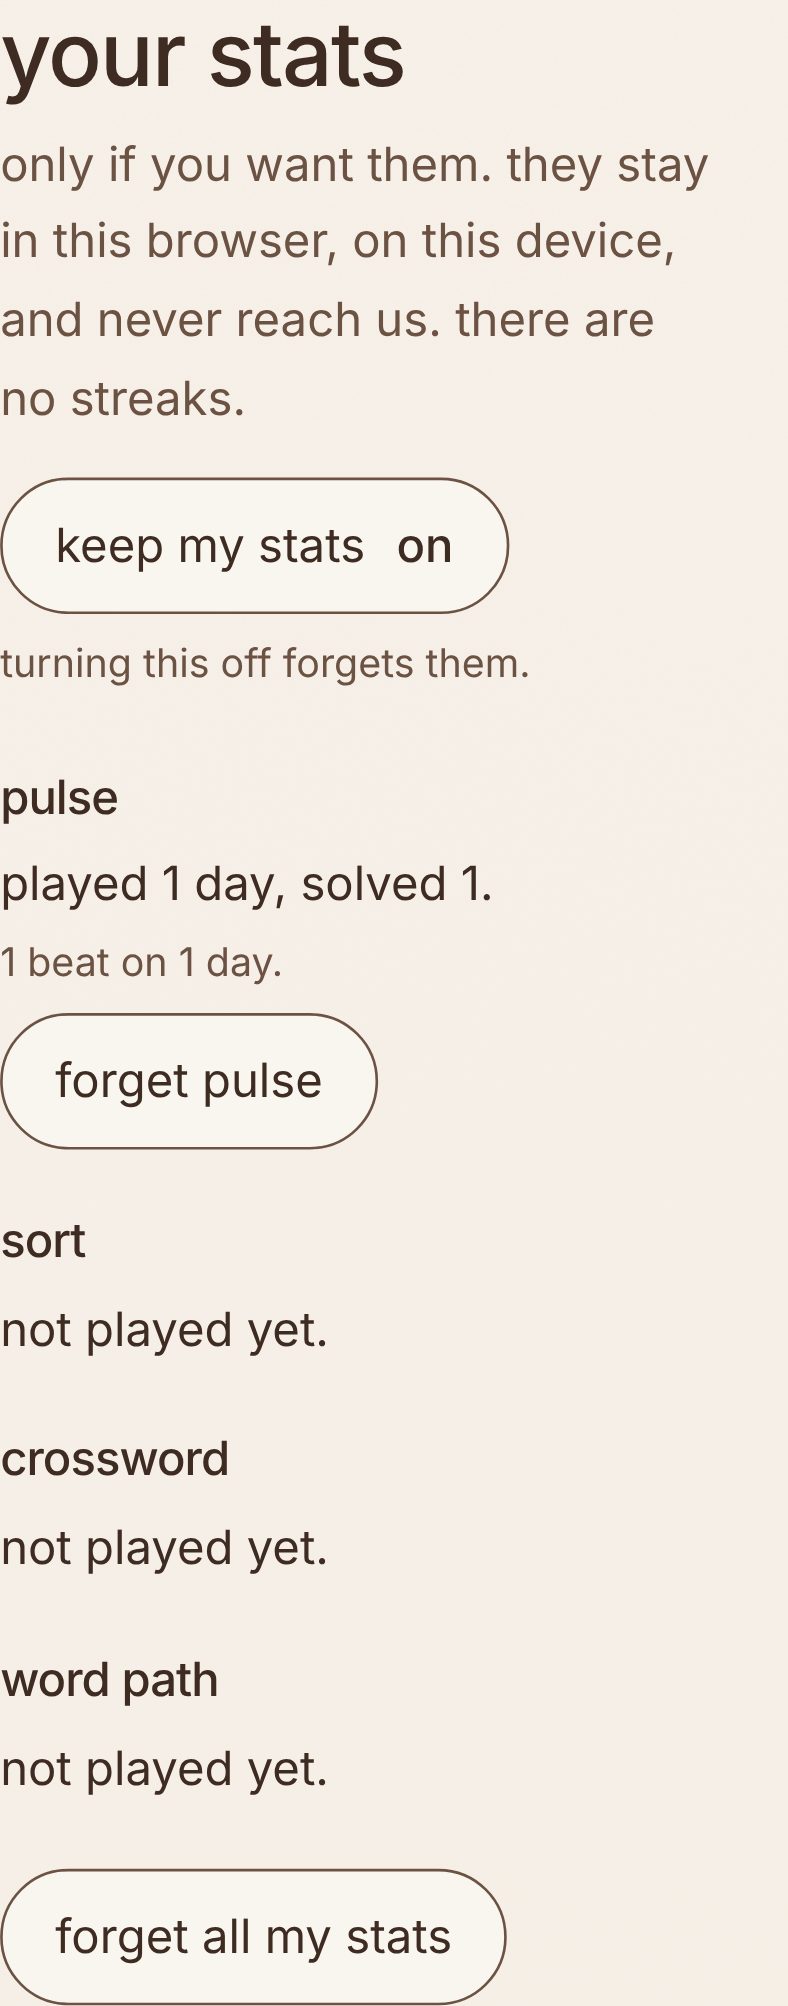 your stats
only if you want them. they stay
in this browser, on this device,
and never reach us. there are
no streaks.
keep my stats on
turning this off forgets them.
pulse
played 1 day, solved 1.
1 beat on 1 day.
forget pulse
sort
not played yet.
crossword
not played yet.
word path
not played yet.
forget all my stats